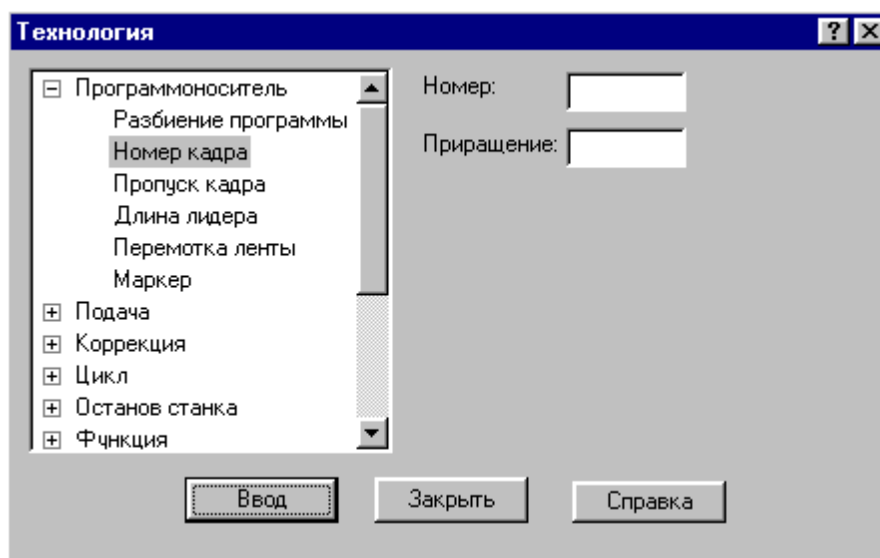 Технология
Программоноситель
Разбиение программы
Номер кадра
Пропуск кадра
Длина лидера
Перемотка ленты
Маркер
Подача
Коррекция
Цикл
Останов станка
Функция
Номер:
Приращение:
Ввод
Закрыть
Справка